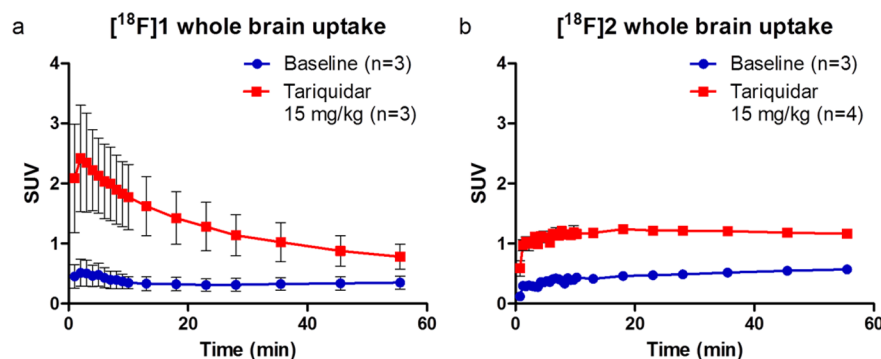 a
[¹⁸F]1 whole brain uptake
Baseline (n=3)
Tariquidar
15 mg/kg (n=3)
SUV
4
3
2
1
0
0
20
40
60
Time (min)
b
[¹⁸F]2 whole brain uptake
Baseline (n=3)
Tariquidar
15 mg/kg (n=4)
SUV
4
3
2
1
0
0
20
40
60
Time (min)